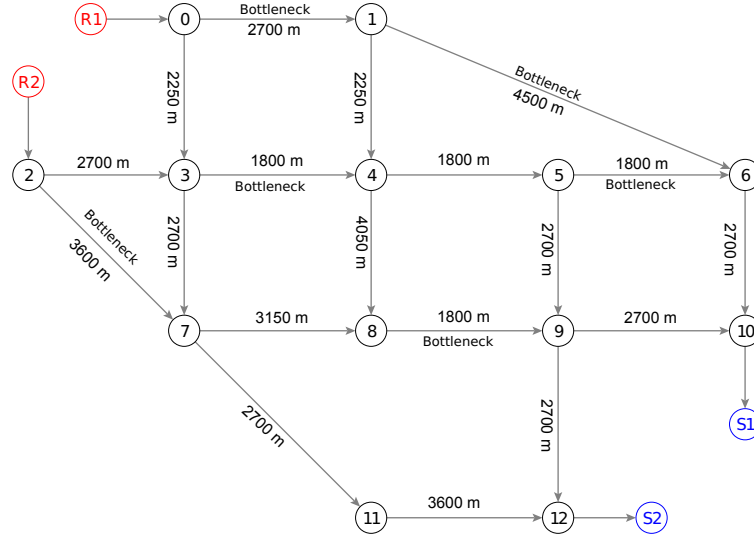 R1
0
Bottleneck
2700 m
1
R2
2250 m
2250 m
Bottleneck
4500 m
2
2700 m
3
1800 m
Bottleneck
4
1800 m
5
1800 m
Bottleneck
6
Bottleneck
3600 m
2700 m
4050 m
2700 m
2700 m
7
3150 m
8
1800 m
Bottleneck
9
2700 m
10
2700 m
2700 m
S1
11
3600 m
12
S2